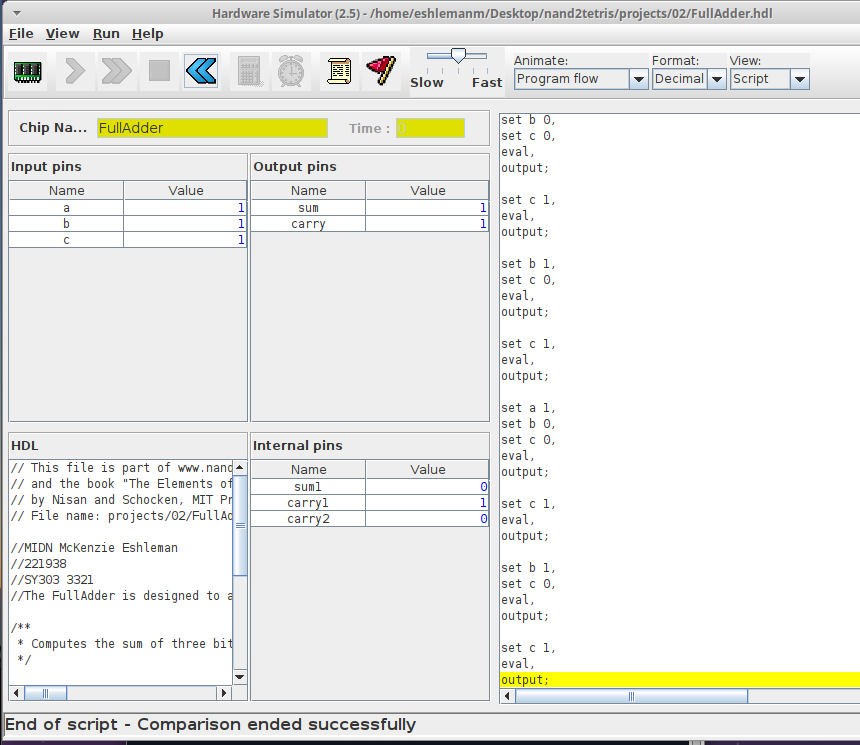 Hardware Simulator (2.5) - /home/eshlemanm/Desktop/nand2tetris/projects/02/FullAdder.hdl
File View Run Help
Slow Fast
Animate:
Program flow
Format:
Decimal
View:
Script
Chip Na... FullAdder Time : 0
Input pins
Name Value
a 1
b 1
c 1
Output pins
Name Value
sum 1
carry 1
HDL
// This file is part of www.nand
// and the book "The Elements of
// by Nisan and Schocken, MIT Pr
// File name: projects/02/FullAd
//MIDN McKenzie Eshleman
//221938
//SY303 3321
//The FullAdder is designed to a
/**
* Computes the sum of three bit
*/
Internal pins
Name Value
sum1 0
carry1 1
carry2 0
set b 0,
set c 0,
eval,
output;
set c 1,
eval,
output;
set b 1,
set c 0,
eval,
output;
set c 1,
eval,
output;
set a 1,
set b 0,
set c 0,
eval,
output;
set c 1,
eval,
output;
set b 1,
set c 0,
eval,
output;
set c 1,
eval,
output;
End of script - Comparison ended successfully